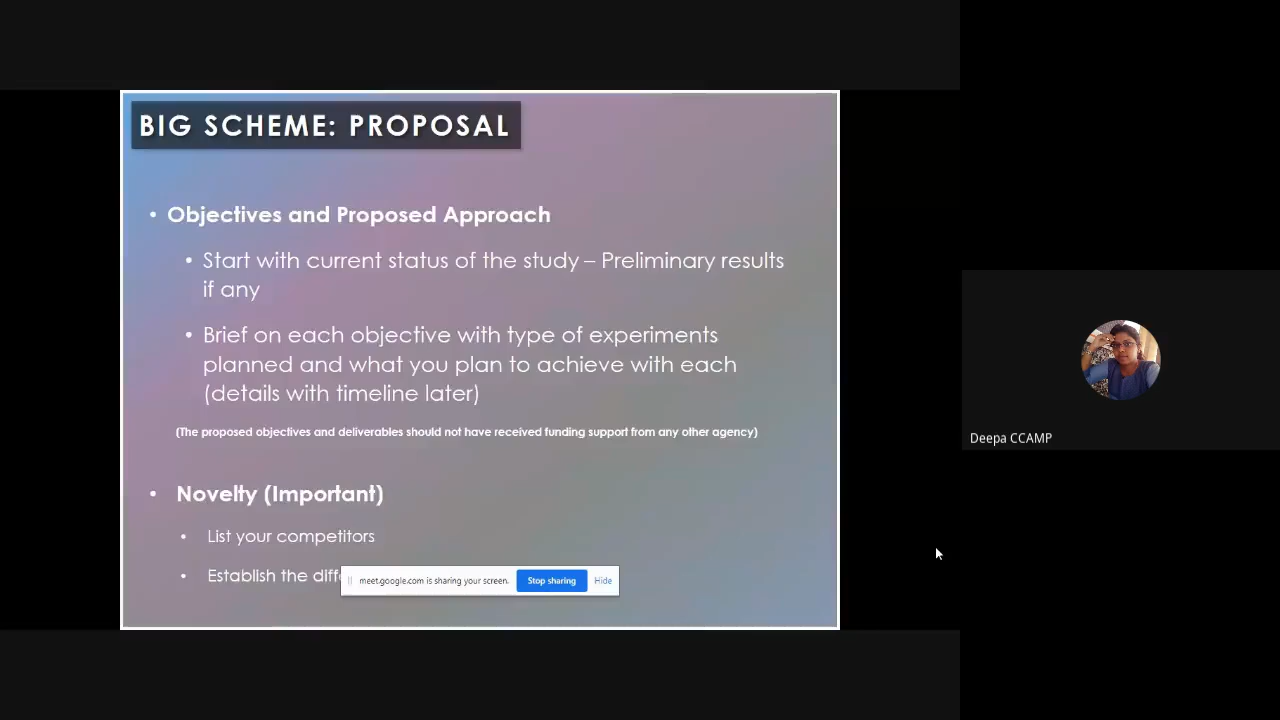 BIG SCHEME: PROPOSAL
• Objectives and Proposed Approach
• Start with current status of the study – Preliminary results
if any
• Brief on each objective with type of experiments
planned and what you plan to achieve with each
(details with timeline later)
(The proposed objectives and deliverables should not have received funding support from any other agency)
• Novelty (Important)
• List your competitors
• Establish the
meet.google.com is sharing your screen. Stop sharing Hide
Deepa CCAMP